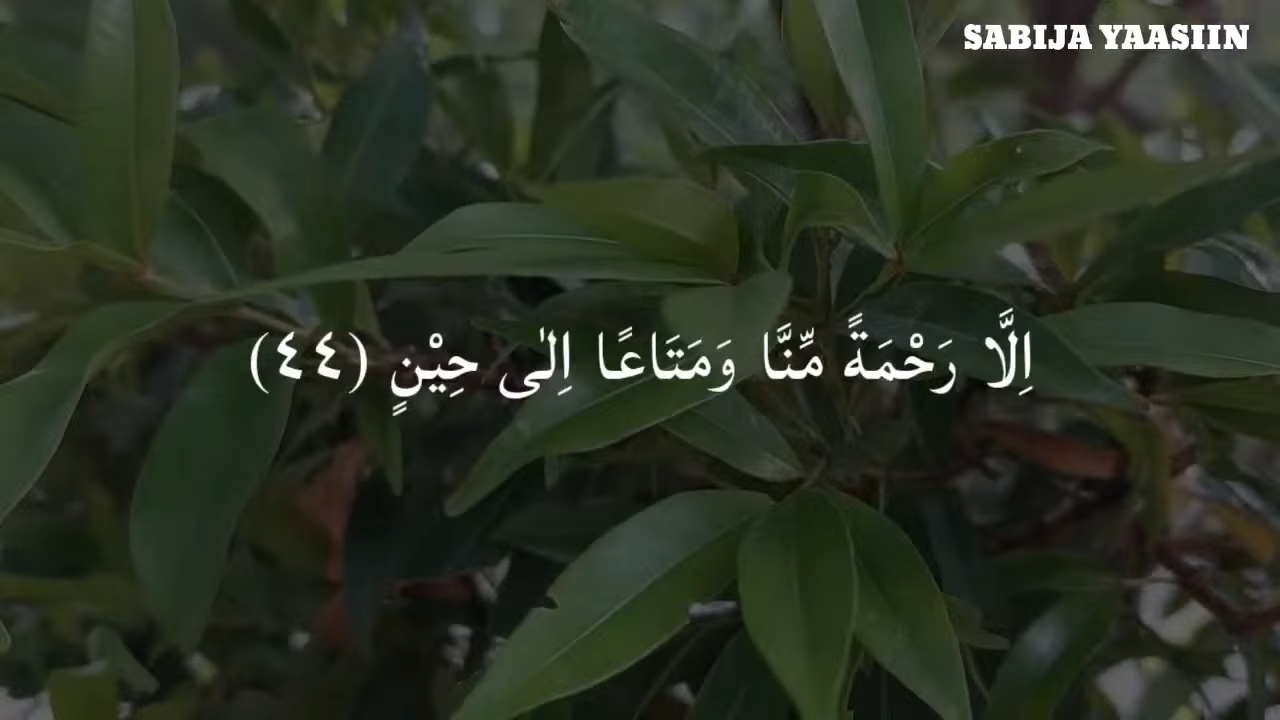 SABIJA YAASIIN
اِلَّا رَحْمَةً مِّنَّا وَمَتَاعًا اِلٰى حِيْنٍ (٤٤)